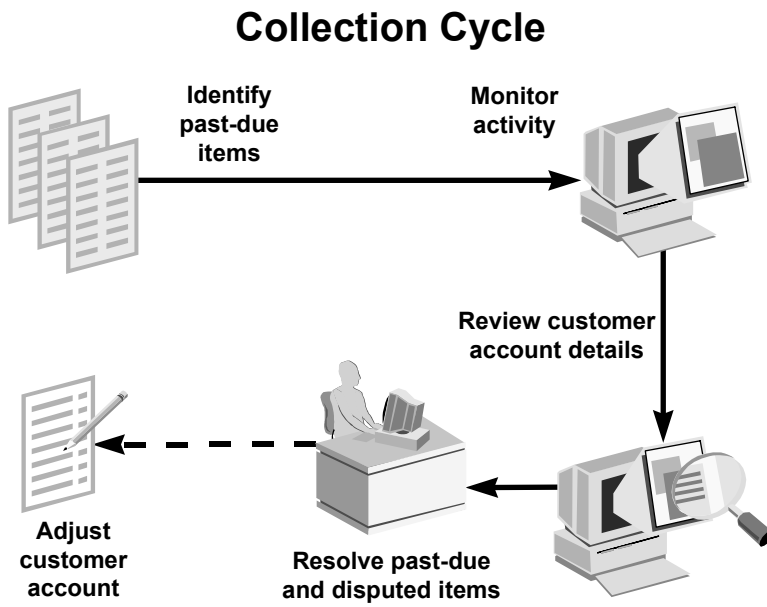 Collection Cycle
Identify
past-due
items
Monitor
activity
Review customer
account details
Adjust
customer
account
Resolve past-due
and disputed items